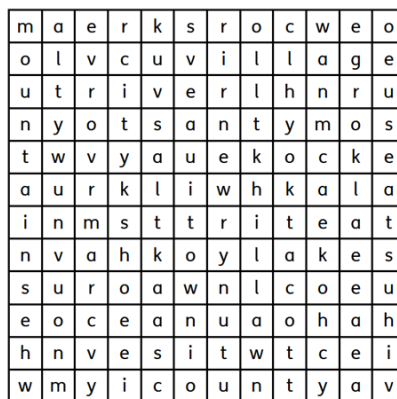 m a e r k s r o c w e o
o l v c u v i l l a g e
u t r i v e r l h n r u
n y o t s a n t y m o s
t w v y a u e k o c k e
a u r k l i w h k a l a
i n m s t t r i t e a t
n v a h k o y l a k e s
s u r o a w n l c o e u
e o c e a n u a o h a h
h n v e s i t w t c e i
w m y i c o u n t y a v